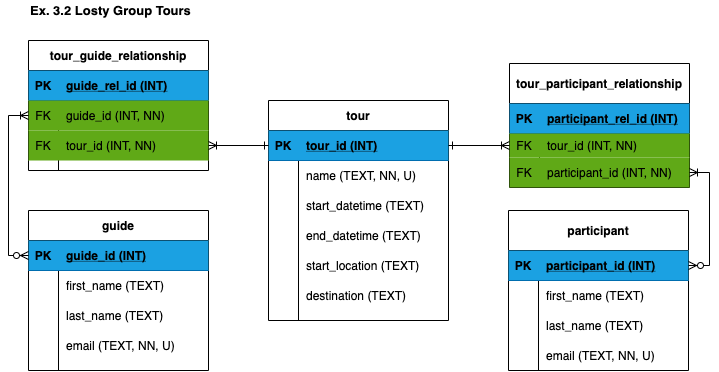 Ex. 3.2 Losty Group Tours
tour_guide_relationship
PK guide_rel_id (INT)
FK guide_id (INT, NN)
FK tour_id (INT, NN)
guide
PK guide_id (INT)
first_name (TEXT)
last_name (TEXT)
email (TEXT, NN, U)
tour
PK tour_id (INT)
name (TEXT, NN, U)
start_datetime (TEXT)
end_datetime (TEXT)
start_location (TEXT)
destination (TEXT)
tour_participant_relationship
PK participant_rel_id (INT)
FK tour_id (INT, NN)
FK participant_id (INT, NN)
participant
PK participant_id (INT)
first_name (TEXT)
last_name (TEXT)
email (TEXT, NN, U)